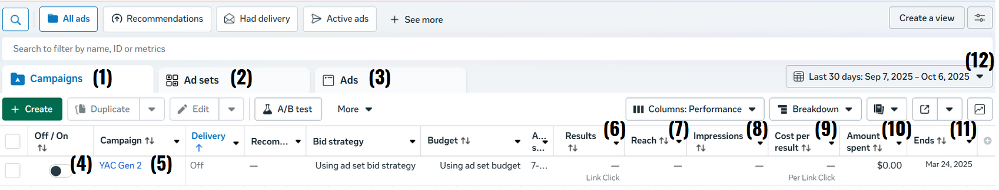 All ads Recommendations Had delivery Active ads + See more Create a view
Search to filter by name, ID or metrics
Campaigns (1) Ad sets (2) Ads (3) Last 30 days: Sep 7, 2025 – Oct 6, 2025 (12)
+ Create Duplicate Edit A/B test More Columns: Performance Breakdown
Off / On Campaign Delivery Recom... Bid strategy Budget A... s... Results (6) Reach (7) Impressions (8) Cost per result (9) Amount spent (10) Ends (11)
(4) YAC Gen 2 (5) Off — Using ad set bid strategy Using ad set budget 7-... — — — — $0.00 Mar 24, 2025
Link Click Per Link Click